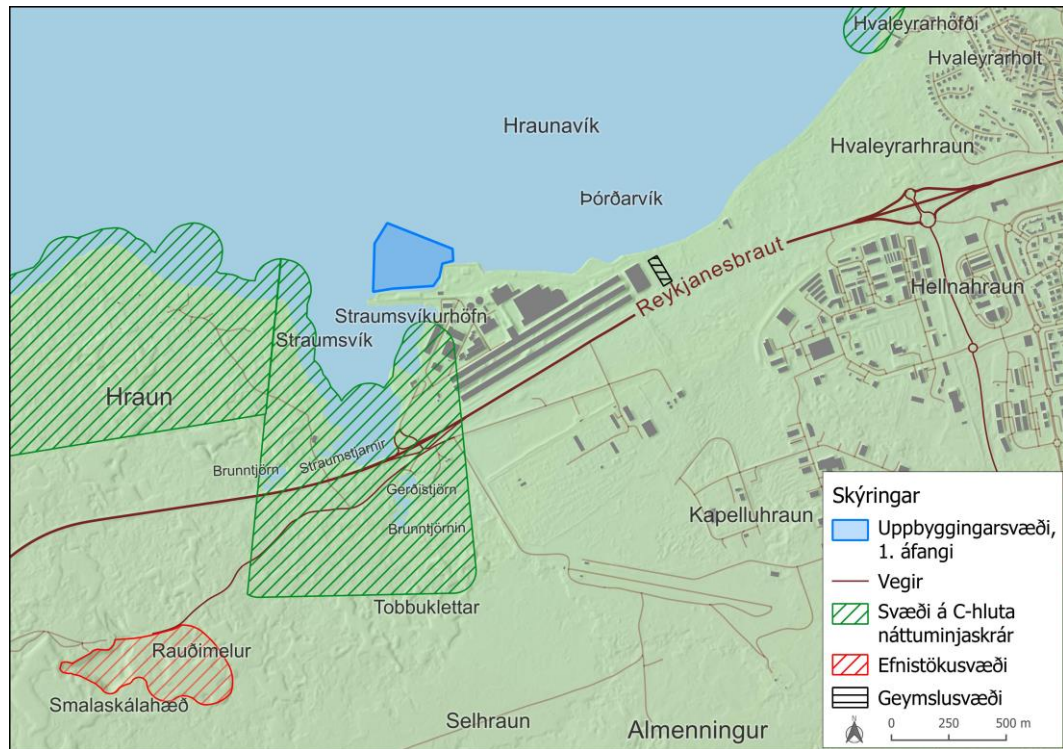 Hvaleyrarhöfði
Hvaleyrarholt
Hraunavík
Hvaleyrarhraun
Þórðarvík
Reykjanesbraut
Hellnahraun
Straumsvíkurhöfn
Straumsvík
Hraun
Straumstjarnir
Brunntjörn
Gerðistjörn
Brunntjörnin
Kapelluhraun
Tobbuklettar
Rauðimelur
Smalaskálahæð
Selhraun
Almenningur
Skýringar
Uppbyggingarsvæði,
1. áfangi
Vegir
Svæði á C-hluta
náttuminjaskrár
Efnistökusvæði
Geymslusvæði
N
0 250 500 m